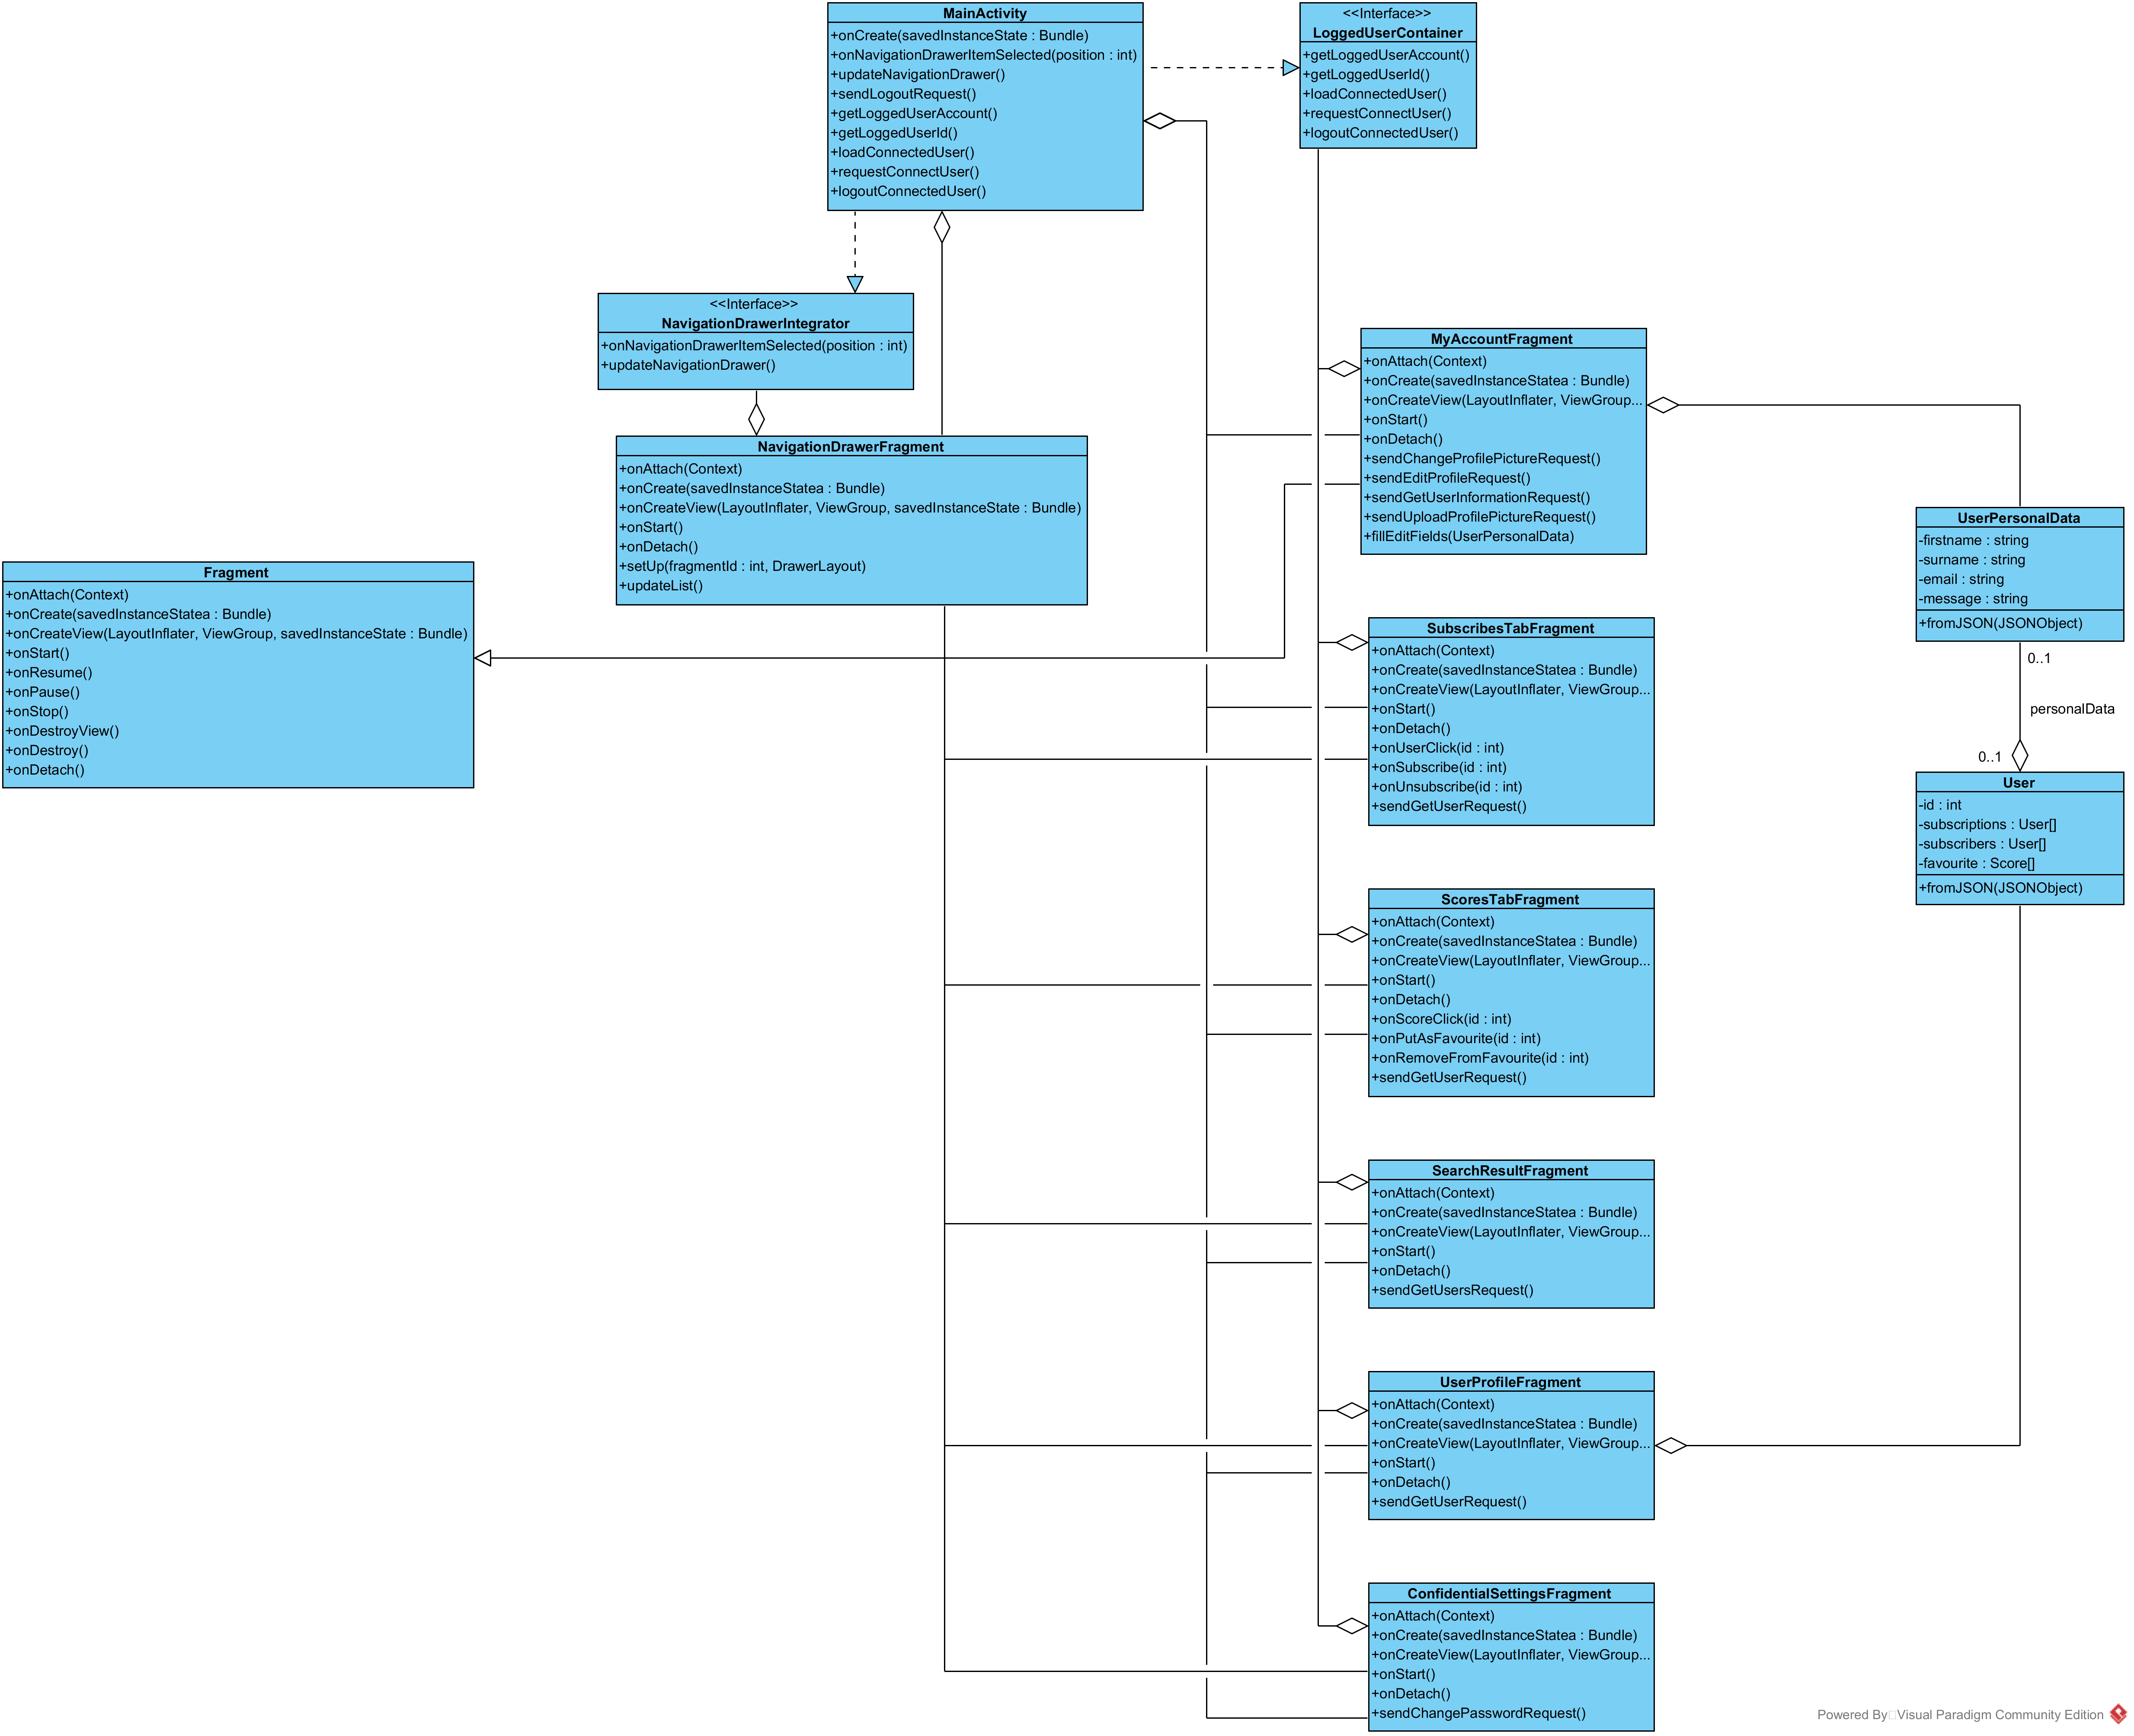 MainActivity
+onCreate(savedInstanceState : Bundle)
+onNavigationDrawerItemSelected(position : int)
+updateNavigationDrawer()
+sendLogoutRequest()
+getLoggedUserAccount()
+getLoggedUserId()
+loadConnectedUser()
+requestConnectUser()
+logoutConnectedUser()
<<Interface>>
LoggedUserContainer
+getLoggedUserAccount()
+getLoggedUserId()
+loadConnectedUser()
+requestConnectUser()
+logoutConnectedUser()
<<Interface>>
NavigationDrawerIntegrator
+onNavigationDrawerItemSelected(position : int)
+updateNavigationDrawer()
MyAccountFragment
+onAttach(Context)
+onCreate(savedInstanceStatea : Bundle)
+onCreateView(LayoutInflater, ViewGroup...
+onStart()
+onDetach()
+sendChangeProfilePictureRequest()
+sendEditProfileRequest()
+sendGetUserInformationRequest()
+sendUploadProfilePictureRequest()
+fillEditFields(UserPersonalData)
NavigationDrawerFragment
+onAttach(Context)
+onCreate(savedInstanceStatea : Bundle)
+onCreateView(LayoutInflater, ViewGroup, savedInstanceState : Bundle)
+onStart()
+onDetach()
+setUp(fragmentId : int, DrawerLayout)
+updateList()
UserPersonalData
-firstname : string
-surname : string
-email : string
-message : string
+fromJSON(JSONObject)
Fragment
+onAttach(Context)
+onCreate(savedInstanceStatea : Bundle)
+onCreateView(LayoutInflater, ViewGroup, savedInstanceState : Bundle)
+onStart()
+onResume()
+onPause()
+onStop()
+onDestroyView()
+onDestroy()
+onDetach()
SubscribesTabFragment
+onAttach(Context)
+onCreate(savedInstanceStatea : Bundle)
+onCreateView(LayoutInflater, ViewGroup...
+onStart()
+onDetach()
+onUserClick(id : int)
+onSubscribe(id : int)
+onUnsubscribe(id : int)
+sendGetUserRequest()
0..1
personalData
0..1
User
-id : int
-subscriptions : User[]
-subscribers : User[]
-favourite : Score[]
+fromJSON(JSONObject)
ScoresTabFragment
+onAttach(Context)
+onCreate(savedInstanceStatea : Bundle)
+onCreateView(LayoutInflater, ViewGroup...
+onStart()
+onDetach()
+onScoreClick(id : int)
+onPutAsFavourite(id : int)
+onRemoveFromFavourite(id : int)
+sendGetUserRequest()
SearchResultFragment
+onAttach(Context)
+onCreate(savedInstanceStatea : Bundle)
+onCreateView(LayoutInflater, ViewGroup...
+onStart()
+onDetach()
+sendGetUsersRequest()
UserProfileFragment
+onAttach(Context)
+onCreate(savedInstanceStatea : Bundle)
+onCreateView(LayoutInflater, ViewGroup...
+onStart()
+onDetach()
+sendGetUserRequest()
ConfidentialSettingsFragment
+onAttach(Context)
+onCreate(savedInstanceStatea : Bundle)
+onCreateView(LayoutInflater, ViewGroup...
+onStart()
+onDetach()
+sendChangePasswordRequest()
Powered By Visual Paradigm Community Edition